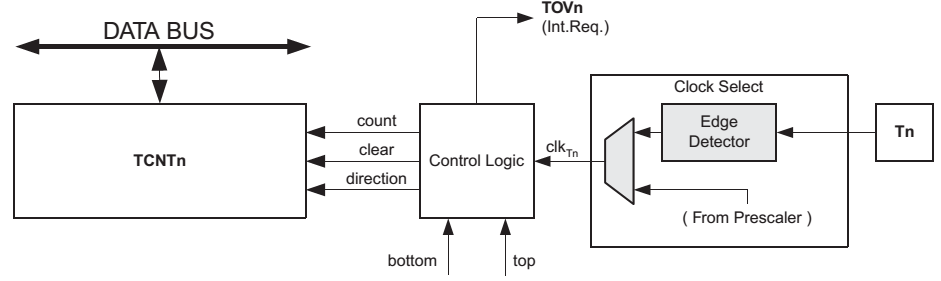 TOVn
(Int.Req.)
DATA BUS
Clock Select
count
Edge
Detector
Tn
TCNTn
clear
Control Logic
clkTn
direction
( From Prescaler )
bottom
top